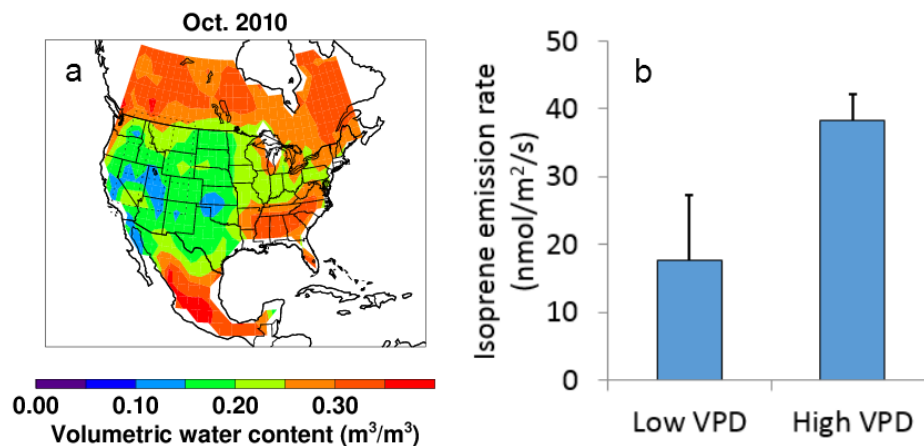 Oct. 2010
a
0.00 0.10 0.20 0.30
Volumetric water content (m³/m³)
b
Isoprene emission rate
(nmol/m²/s)
50
40
30
20
10
0
Low VPD High VPD